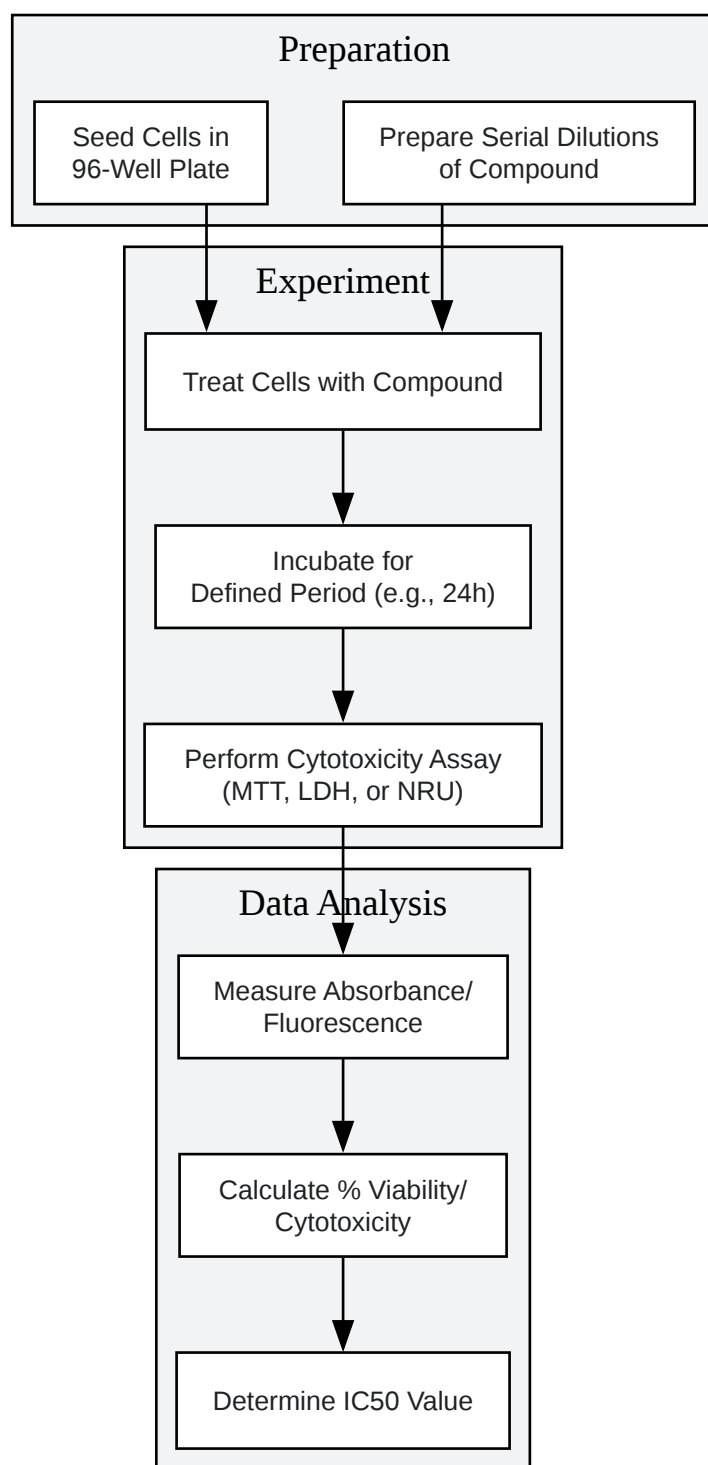 Preparation
Seed Cells in
96-Well Plate
Prepare Serial Dilutions
of Compound
Experiment
Treat Cells with Compound
Incubate for
Defined Period (e.g., 24h)
Perform Cytotoxicity Assay
(MTT, LDH, or NRU)
Data Analysis
Measure Absorbance/
Fluorescence
Calculate % Viability/
Cytotoxicity
Determine IC50 Value